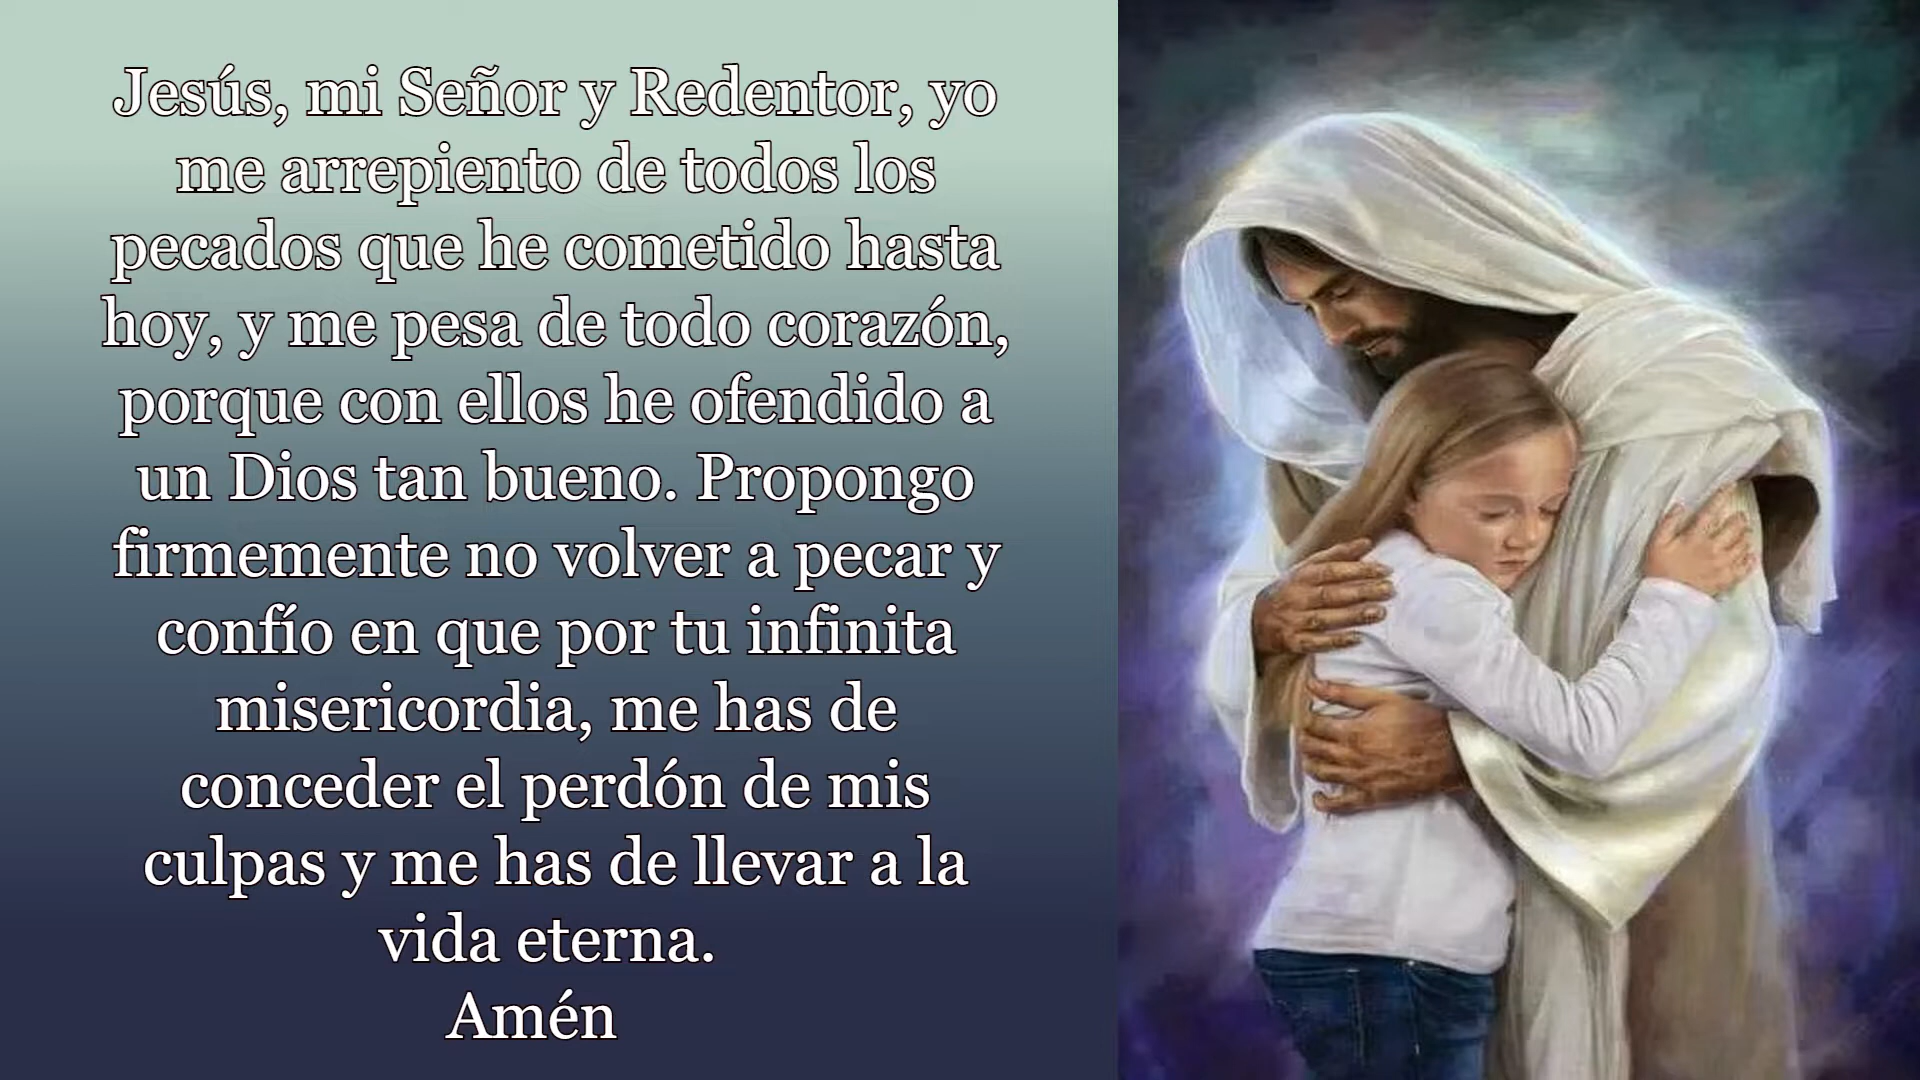 Jesús, mi Señor y Redentor, yo
me arrepiento de todos los
pecados que he cometido hasta
hoy, y me pesa de todo corazón,
porque con ellos he ofendido a
un Dios tan bueno. Propongo
firmemente no volver a pecar y
confío en que por tu infinita
misericordia, me has de
conceder el perdón de mis
culpas y me has de llevar a la
vida eterna.
Amén